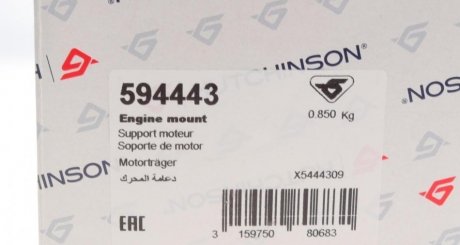 HUTCHINSON
594443
0.850 Kg
Engine mount
Support moteur
Soporte de motor
Motorträger
دعامة المحرك
X5444309
EAC
3 159750 80683